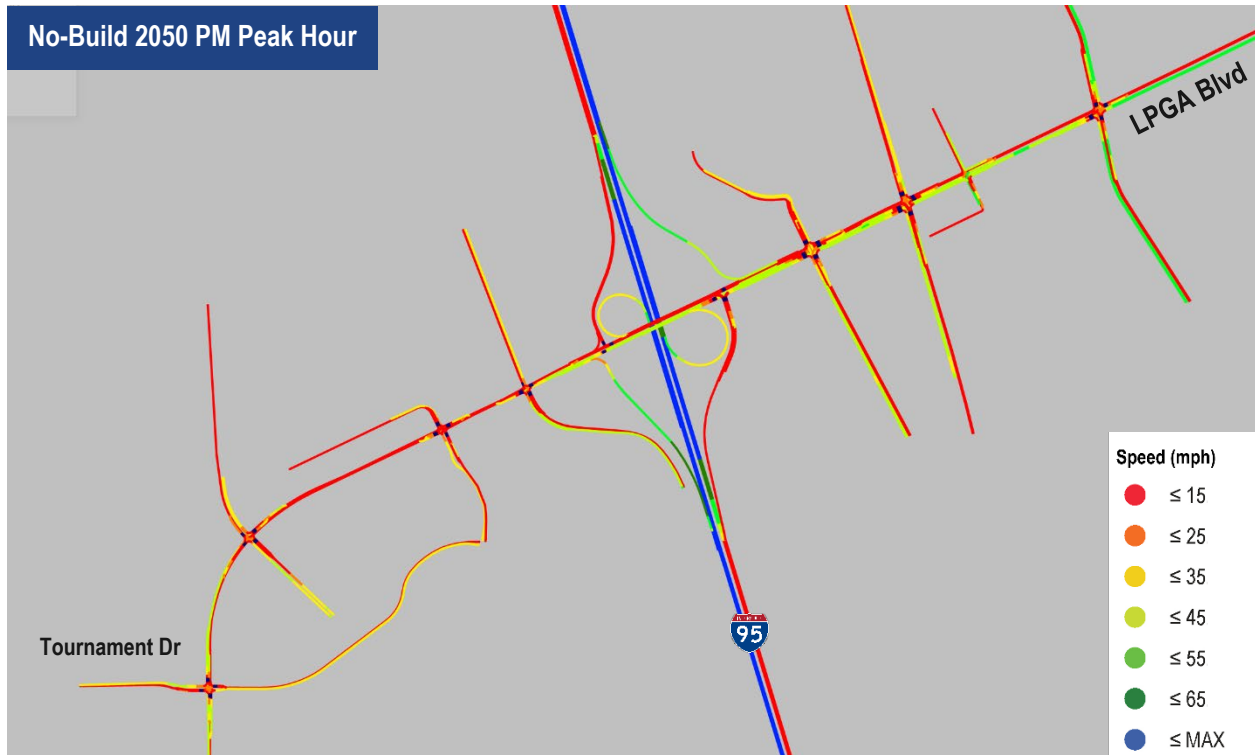 No-Build 2050 PM Peak Hour
LPGA Blvd
Tournament Dr
95
Speed (mph)
≤ 15
≤ 25
≤ 35
≤ 45
≤ 55
≤ 65
≤ MAX